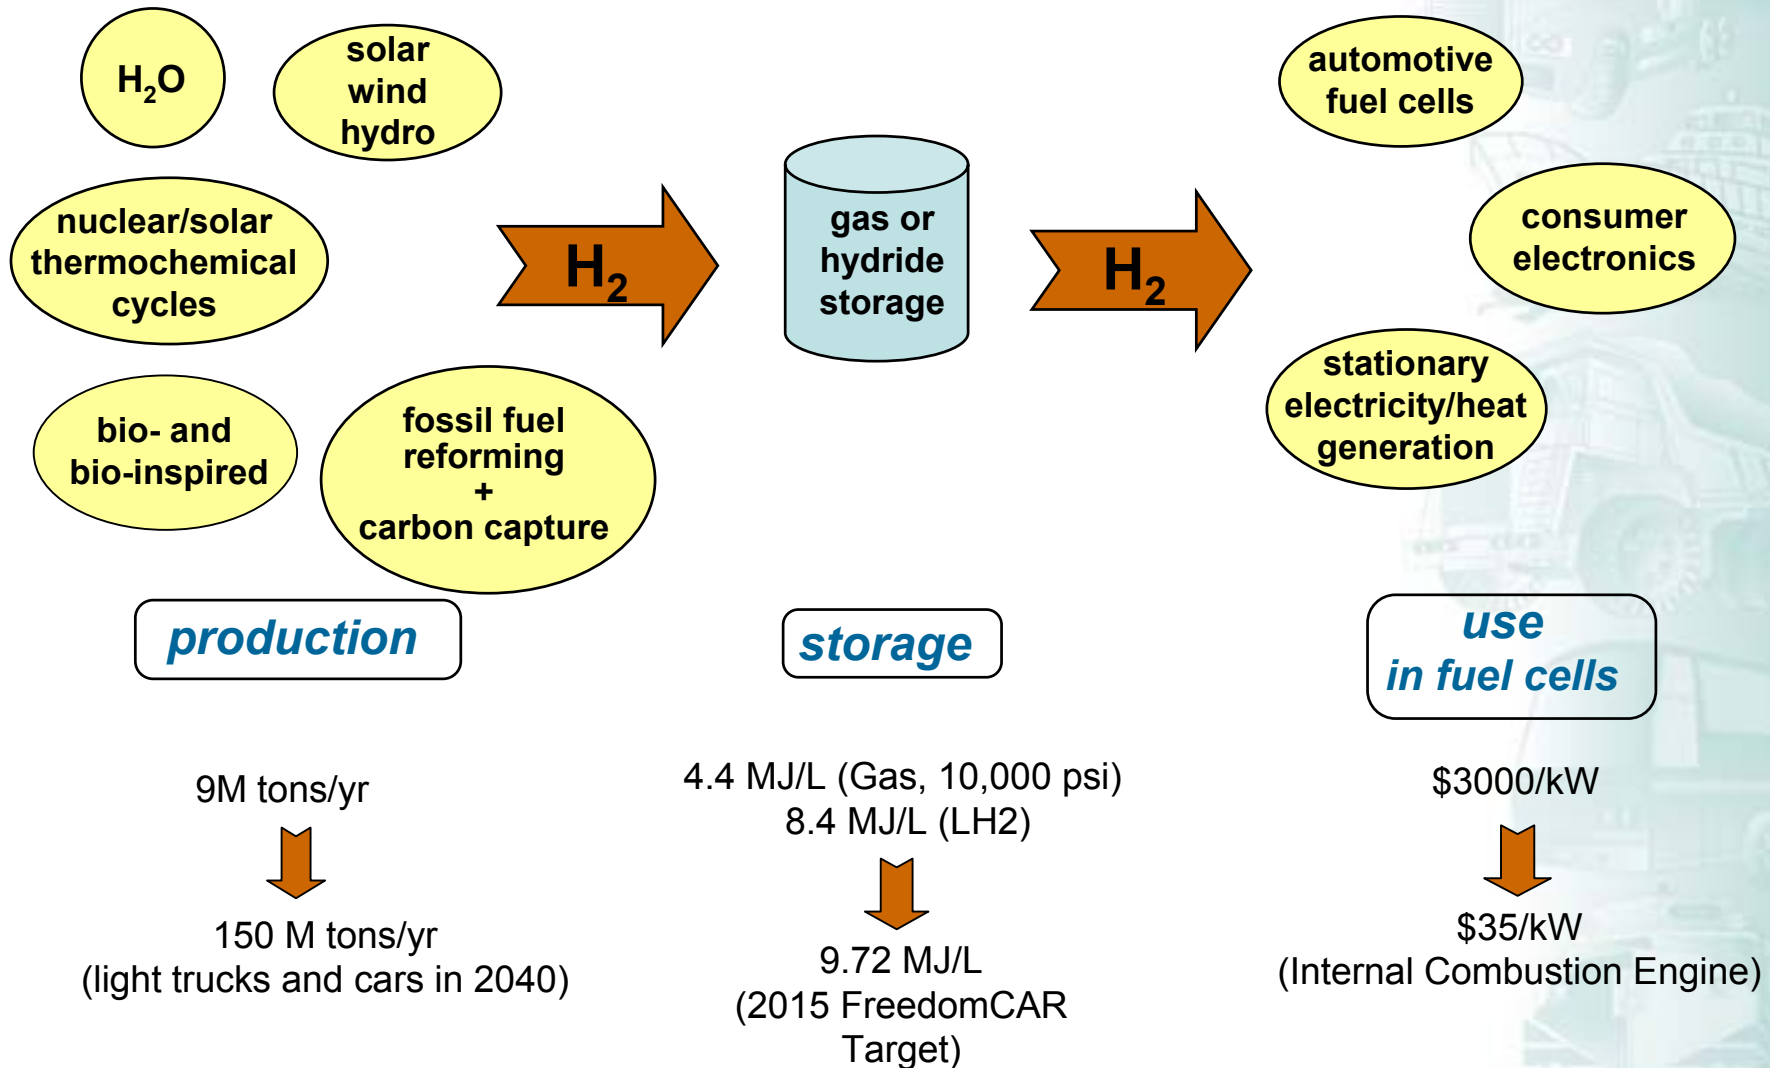 H₂O
solar
wind
hydro
nuclear/solar
thermochemical
cycles
bio- and
bio-inspired
fossil fuel
reforming
+
carbon capture
H₂
gas or
hydride
storage
H₂
automotive
fuel cells
consumer
electronics
stationary
electricity/heat
generation
production
storage
use
in fuel cells
9M tons/yr
150 M tons/yr
(light trucks and cars in 2040)
4.4 MJ/L (Gas, 10,000 psi)
8.4 MJ/L (LH2)
9.72 MJ/L
(2015 FreedomCAR
Target)
$3000/kW
$35/kW
(Internal Combustion Engine)